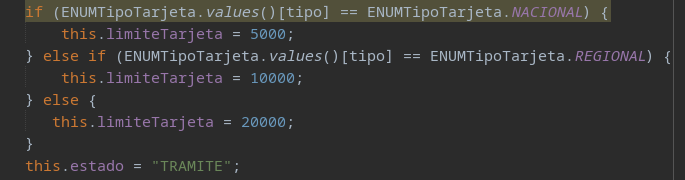 if (ENUMTipoTarjeta.values()[tipo] == ENUMTipoTarjeta.NACIONAL) {
    this.limiteTarjeta = 5000;
} else if (ENUMTipoTarjeta.values()[tipo] == ENUMTipoTarjeta.REGIONAL) {
    this.limiteTarjeta = 10000;
} else {
   this.limiteTarjeta = 20000;
}
this.estado = "TRAMITE";